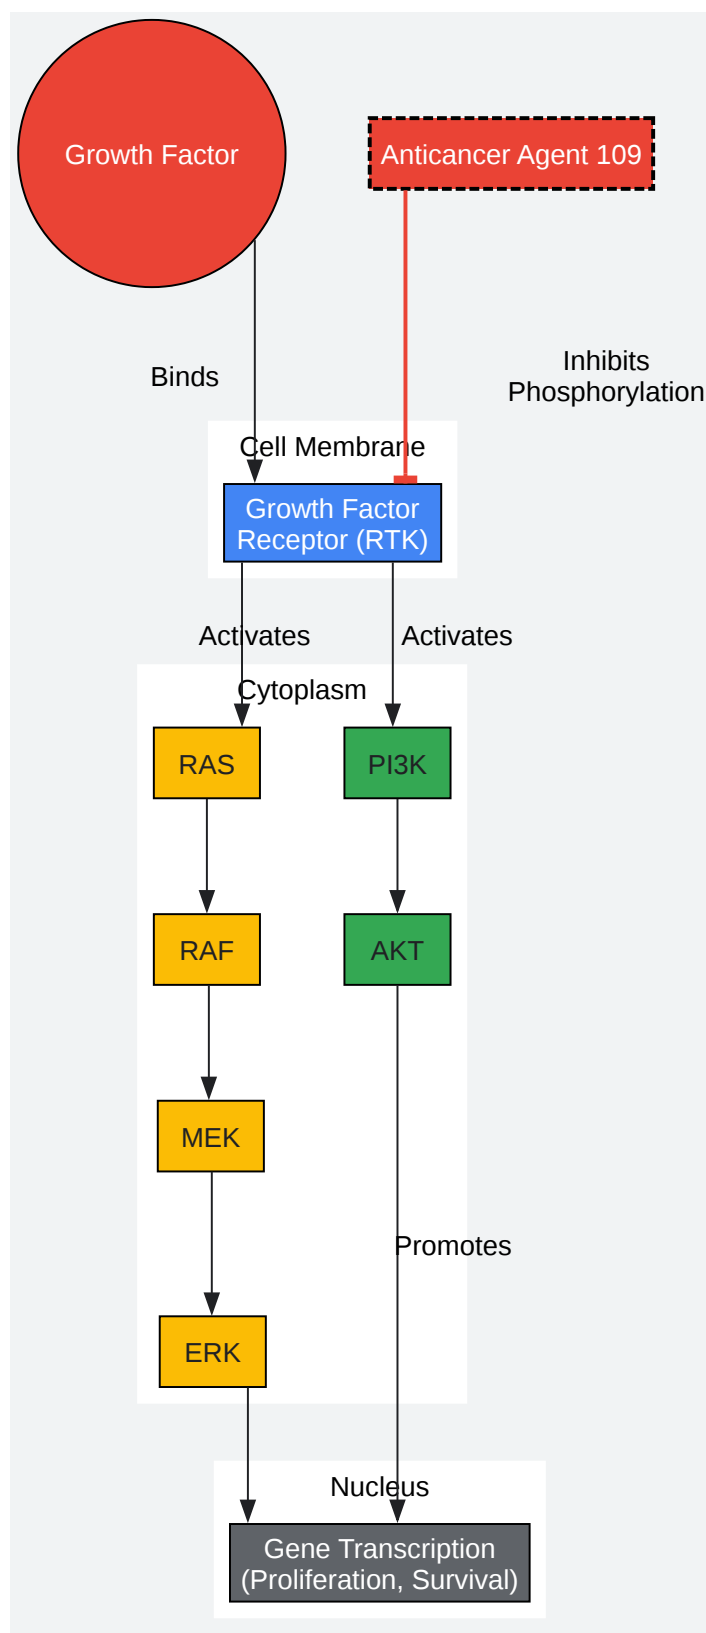 Growth Factor
Anticancer Agent 109
Binds
Inhibits
Phosphorylation
Cell Membrane
Growth Factor
Receptor (RTK)
Activates
Activates
Cytoplasm
RAS
PI3K
RAF
AKT
MEK
Promotes
ERK
Nucleus
Gene Transcription
(Proliferation, Survival)